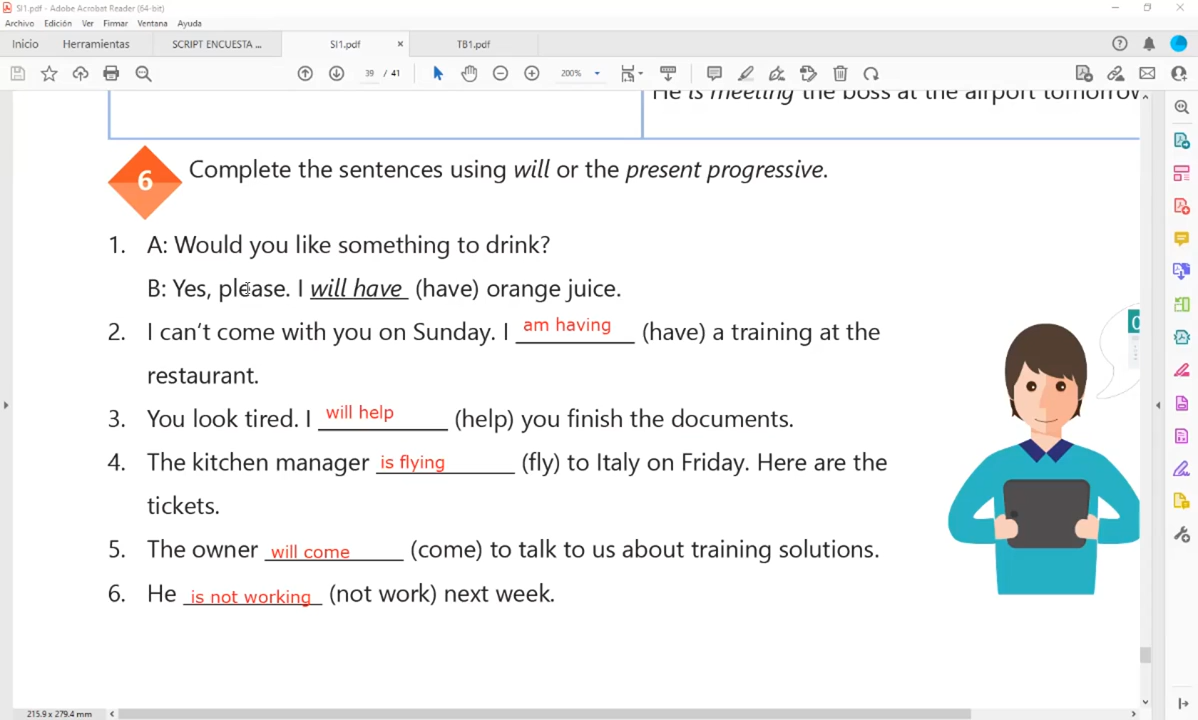 SI1.pdf - Adobe Acrobat Reader (64-bit)
Archivo Edición Ver Firmar Ventana Ayuda
Inicio Herramientas SCRIPT ENCUESTA ... SI1.pdf × TB1.pdf
39 / 41 200%
He is meeting the boss at the airport tomorrow
6 Complete the sentences using will or the present progressive.
1. A: Would you like something to drink?
B: Yes, please. I will have (have) orange juice.
2. I can't come with you on Sunday. I am having (have) a training at the
restaurant.
3. You look tired. I will help (help) you finish the documents.
4. The kitchen manager is flying (fly) to Italy on Friday. Here are the
tickets.
5. The owner will come (come) to talk to us about training solutions.
6. He is not working (not work) next week.
215.9 x 279.4 mm